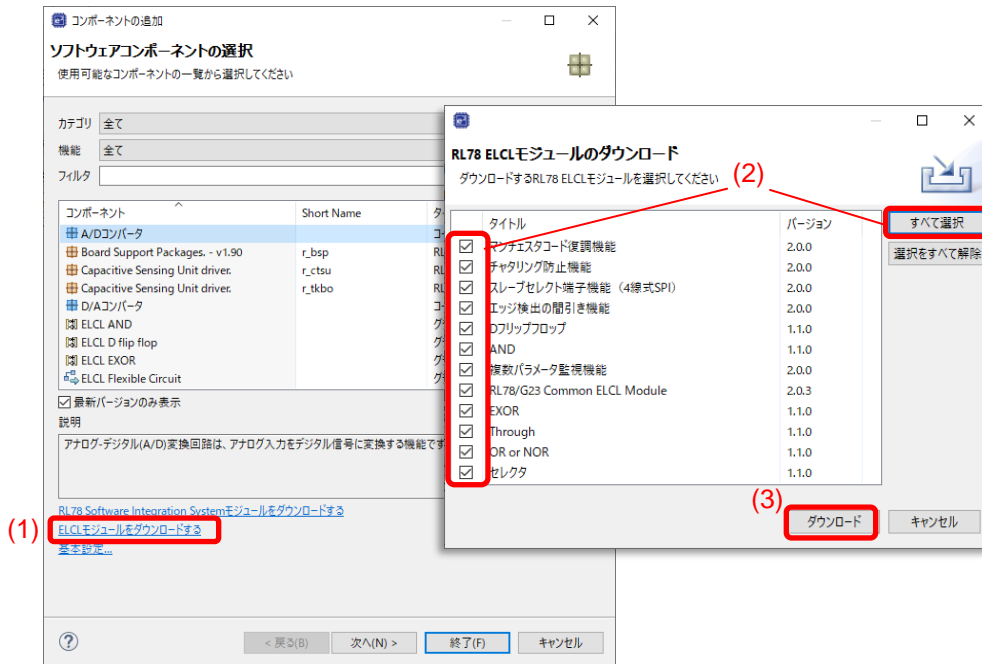 コンポーネントの追加
ソフトウェアコンポーネントの選択
使用可能なコンポーネントの一覧から選択してください
カテゴリ 全て
機能 全て
フィルタ
コンポーネント Short Name
A/Dコンバータ
Board Support Packages. - v1.90 r_bsp
Capacitive Sensing Unit driver. r_ctsu
Capacitive Sensing Unit driver. r_tkbo
D/Aコンバータ
ELCL AND
ELCL D flip flop
ELCL EXOR
ELCL Flexible Circuit
最新バージョンのみ表示
説明
アナログ-デジタル(A/D)変換回路は、アナログ入力をデジタル信号に変換する機能です
RL78 Software Integration Systemモジュールをダウンロードする
(1) ELCLモジュールをダウンロードする
基本設定...
< 戻る(B) 次へ(N) > 終了(F) キャンセル
RL78 ELCLモジュールのダウンロード
ダウンロードするRL78 ELCLモジュールを選択してください
(2)
タイトル バージョン
すべて選択
選択をすべて解除
マンチェスタコード復調機能 2.0.0
チャタリング防止機能 2.0.0
スレーブセレクト端子機能（4線式SPI） 2.0.0
エッジ検出の間引き機能 2.0.0
Dフリップフロップ 1.1.0
AND 1.1.0
複数パラメータ監視機能 2.0.0
RL78/G23 Common ELCL Module 2.0.3
EXOR 1.1.0
Through 1.1.0
OR or NOR 1.1.0
セレクタ 1.1.0
(3)
ダウンロード キャンセル